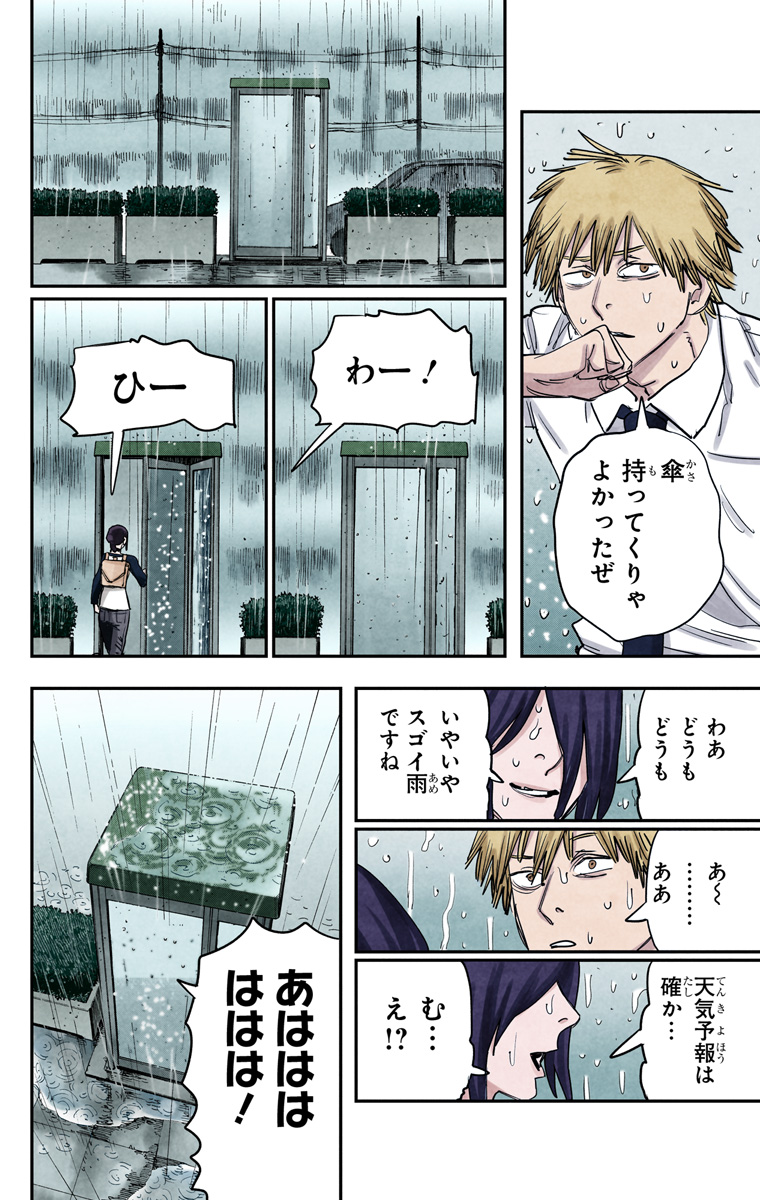 傘
持ってくりゃ
よかったぜ
わー！
ひー
わあ
どうも
どうも
いやいや
スゴイ雨
ですね
あ〜
………
ああ
天気予報は
確か…
む…
え!?
あははは
ははは！